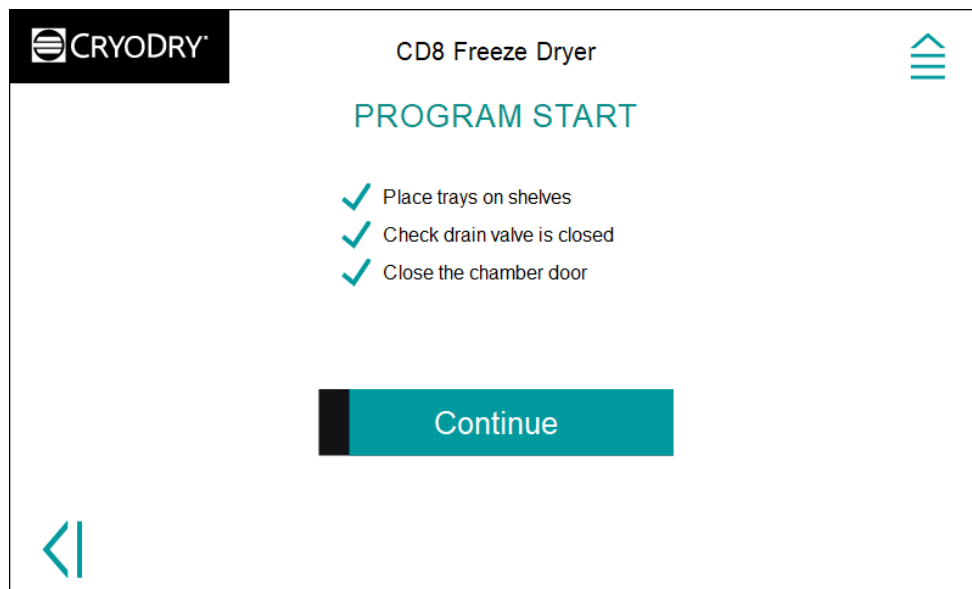 CRYODRY
CD8 Freeze Dryer
PROGRAM START
Place trays on shelves
Check drain valve is closed
Close the chamber door
Continue